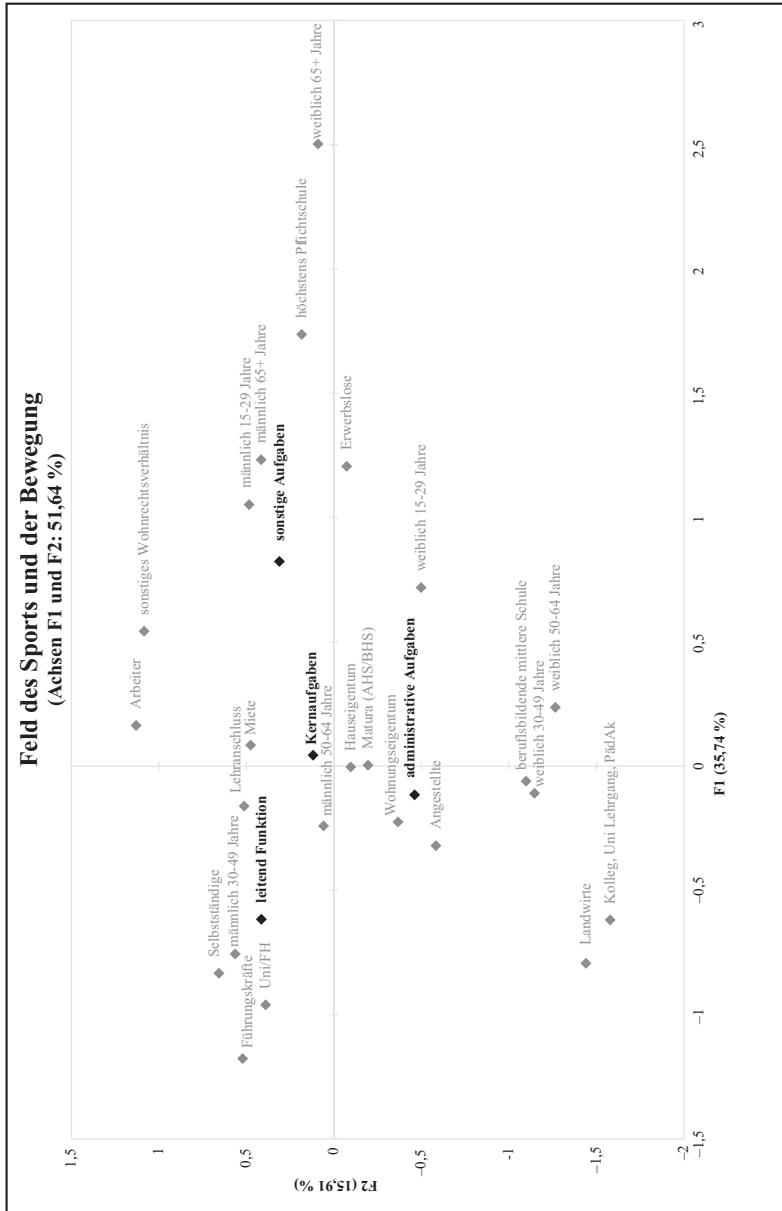 Feld des Sports und der Bewegung
(Achsen F1 und F2: 51,64 %)
1,5
1
0,5
0
–0,5
–1
–1,5
–2
F2 (15,91 %)
Arbeiter
sonstiges Wohnrechtsverhältnis
Selbstständige
männlich 30-49 Jahre
Führungskräfte
Lehranschluss
Miete
männlich 15-29 Jahre
männlich 65+ Jahre
leitend Funktion
Uni/FH
sonstige Aufgaben
höchstens Pflichtschule
weiblich 65+ Jahre
Kernaufgaben
männlich 50-64 Jahre
Erwerbslose
Hauseigentum
Matura (AHS/BHS)
Wohnungseigentum
administrative Aufgaben
weiblich 15-29 Jahre
Angestellte
beruflsbildende mittlere Schule
weiblich 30-49 Jahre
weiblich 50-64 Jahre
Landwirte
Kolleg, Uni Lehrgang, PädAk
–1,5
–1
–0,5
0
0,5
1
1,5
2
2,5
3
F1 (35,74 %)